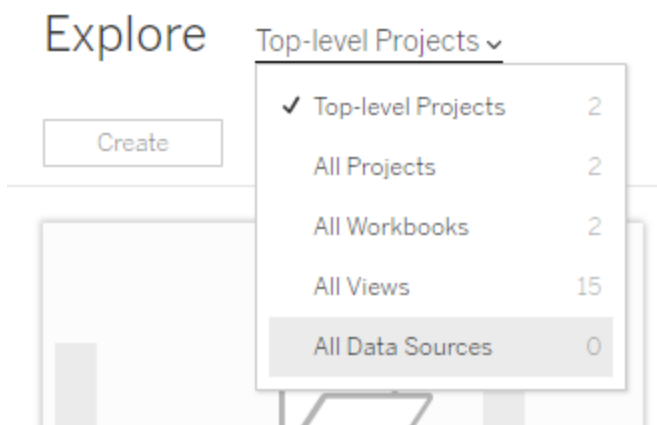 Explore Top-level Projects
Top-level Projects 2
Create
All Projects 2
All Workbooks 2
All Views 15
All Data Sources 0